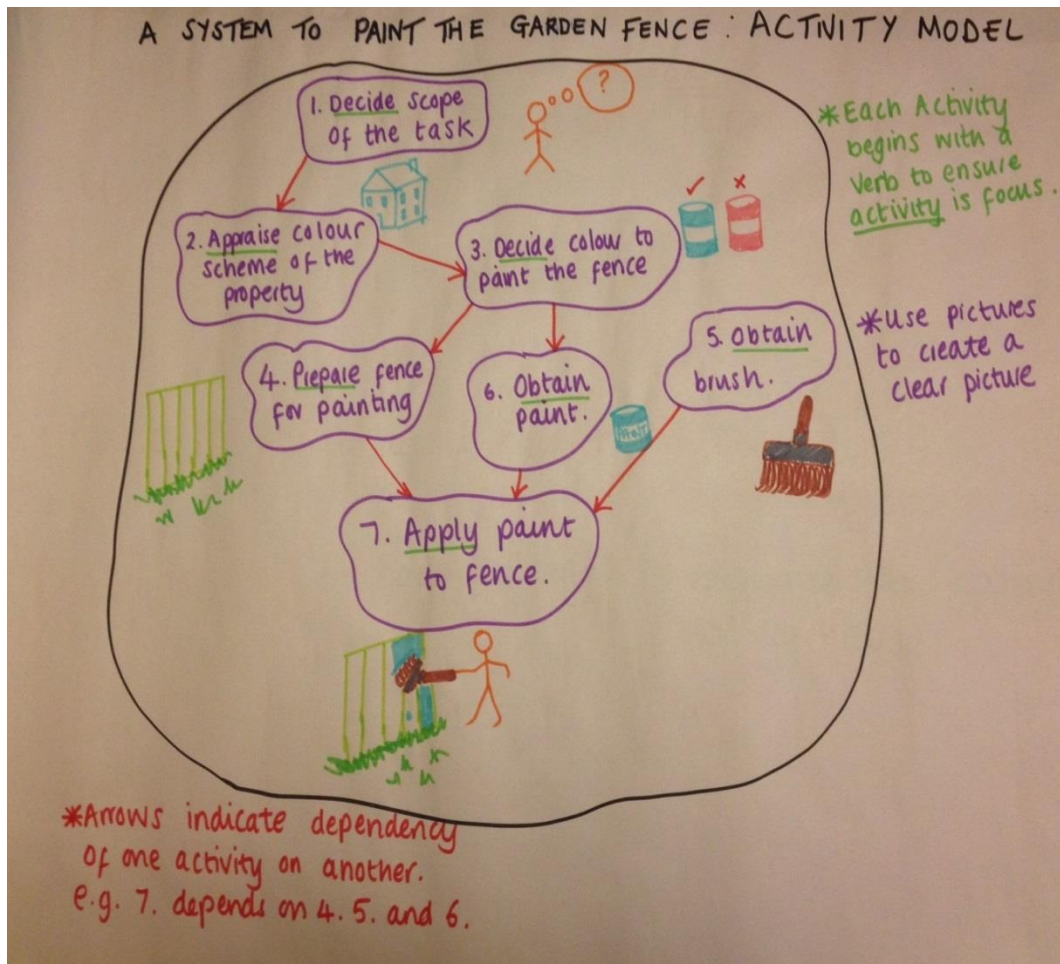 A SYSTEM TO PAINT THE GARDEN FENCE : ACTIVITY MODEL
1. Decide scope
of the task
?
*Each Activity
begins with a
Verb to ensure
activity is focus.
2. Appraise colour
scheme of the
property
3. Decide colour to
paint the fence
*Use pictures
to create a
clear picture
4. Prepare fence
for painting
6. Obtain
paint.
5. Obtain
brush.
7. Apply paint
to fence.
*Arrows indicate dependency
of one activity on another.
e.g. 7. depends on 4. 5. and 6.